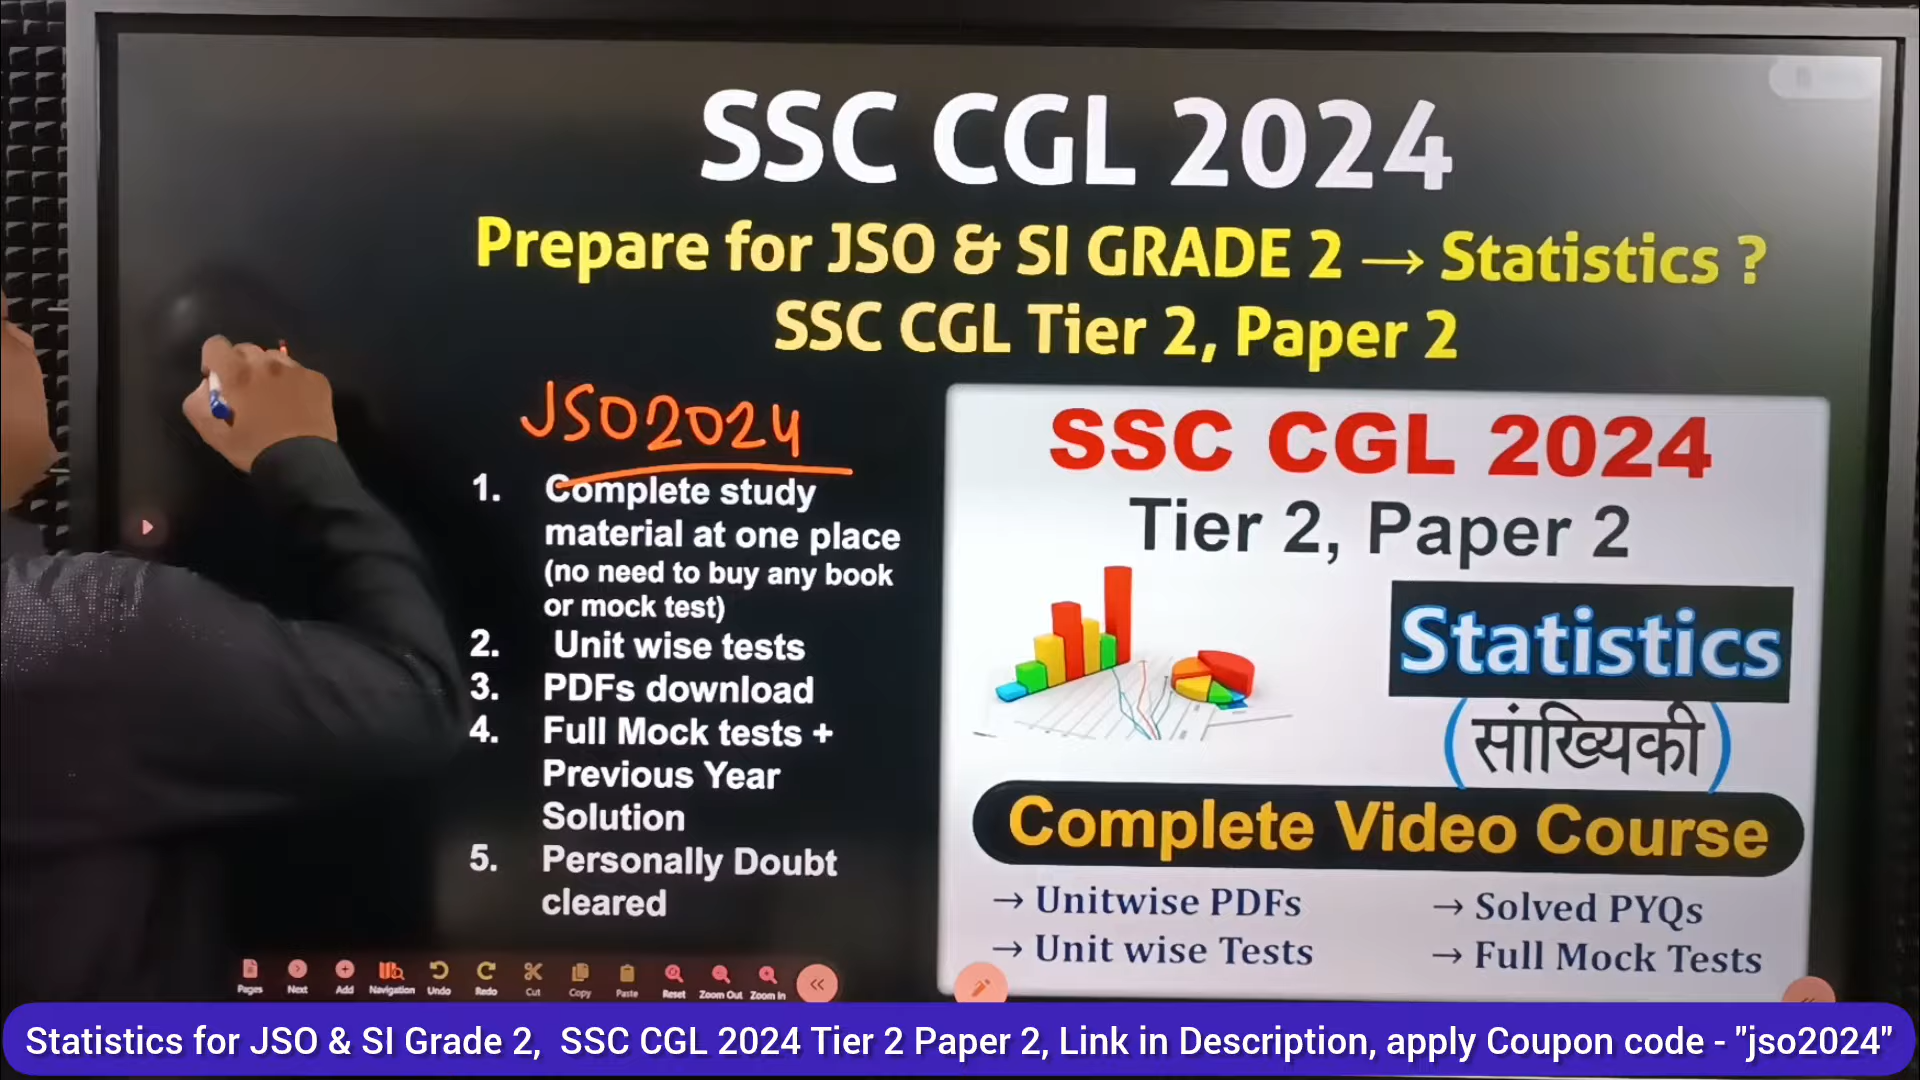 SSC CGL 2024
Prepare for JSO & SI GRADE 2 → Statistics ?
SSC CGL Tier 2, Paper 2
JSO2024
1. Complete study
material at one place
(no need to buy any book
or mock test)
2. Unit wise tests
3. PDFs download
4. Full Mock tests +
Previous Year
Solution
5. Personally Doubt
cleared
SSC CGL 2024
Tier 2, Paper 2
Statistics
(सांख्यिकी)
Complete Video Course
→ Unitwise PDFs
→ Solved PYQs
→ Unit wise Tests
→ Full Mock Tests
Pages Next Add Navigation Undo Redo Cut Copy Paste Reset Zoom Out Zoom In
Statistics for JSO & SI Grade 2, SSC CGL 2024 Tier 2 Paper 2, Link in Description, apply Coupon code - "jso2024"